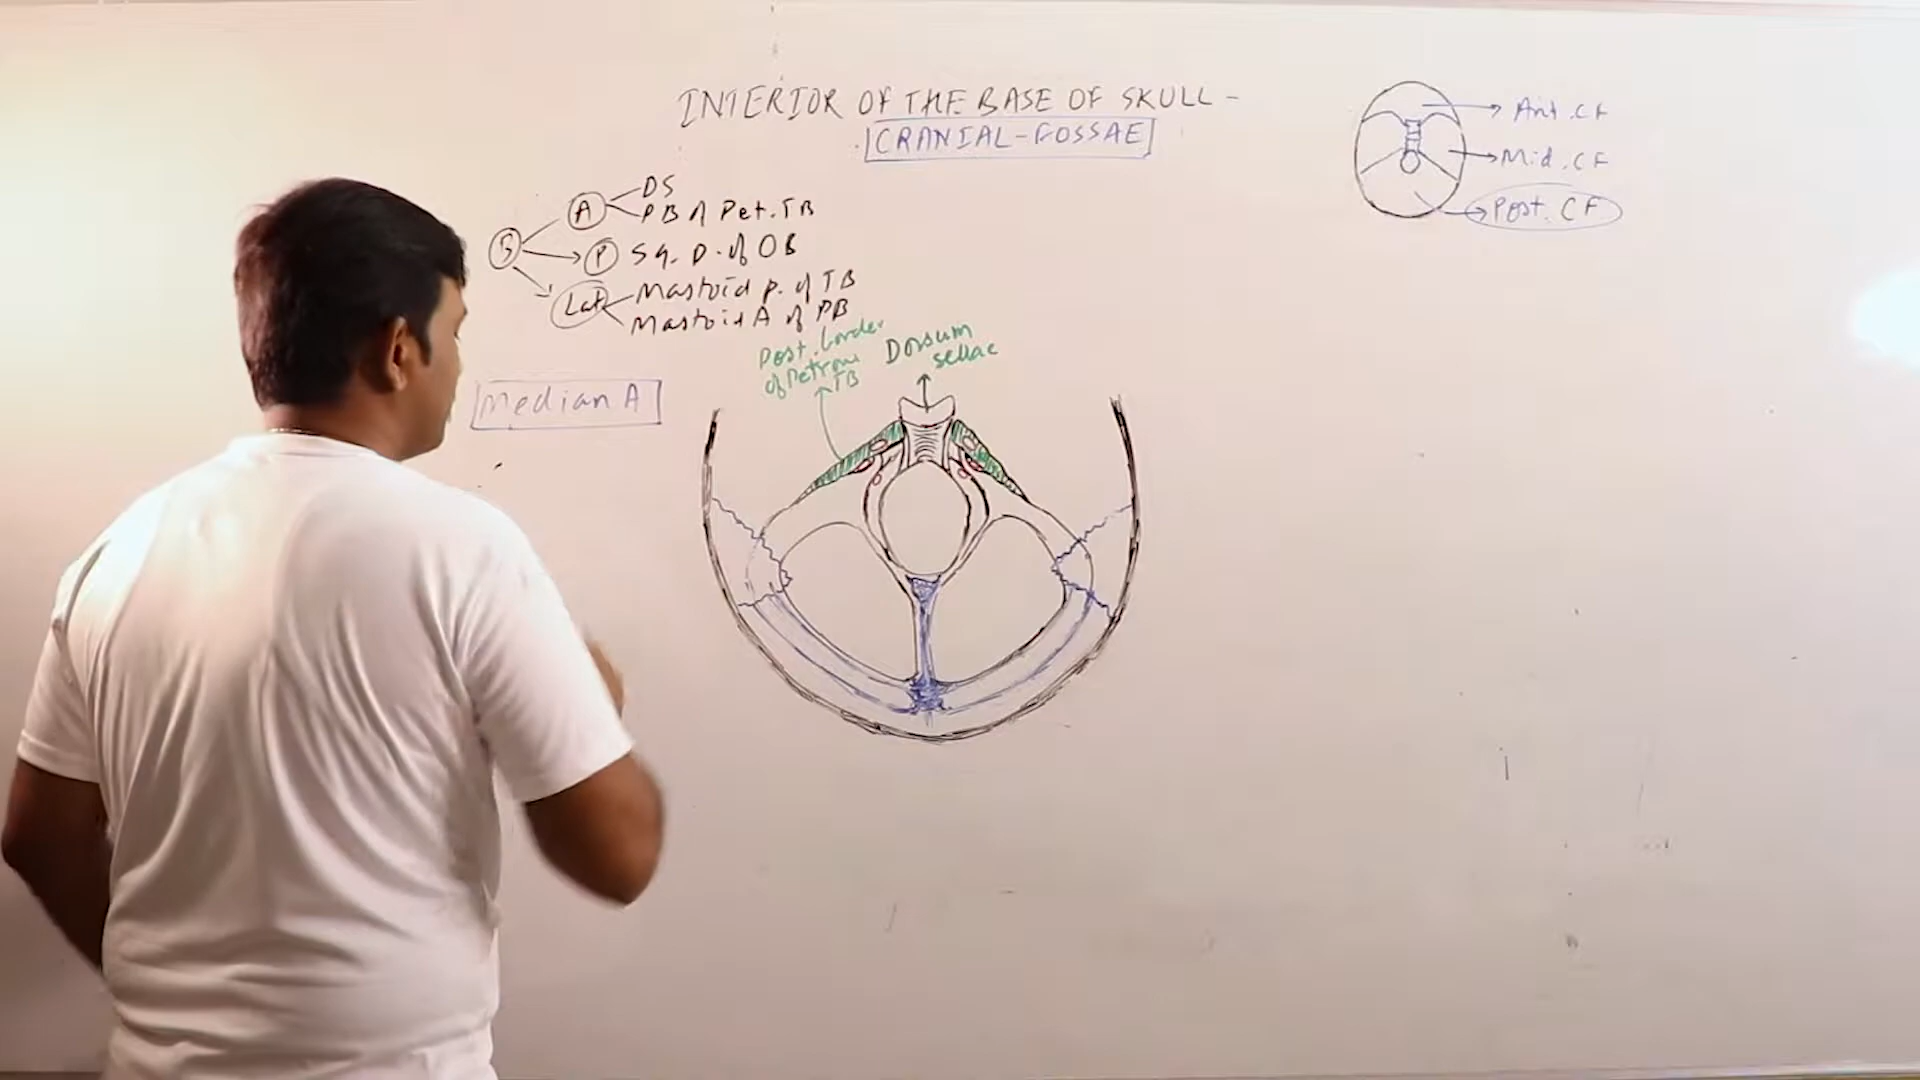 INTERIOR OF THE BASE OF SKULL -
CRANIAL-FOSSAE
Ant. CF
Mid. CF
Post. CF
B
A
DS
PB of Pet. TB
P
Sq. P. of OB
Lat
Mastoid p. of TB
Mastoid A of PB
Post. border
of Petrous
TB
Dorsum
sellae
Median A